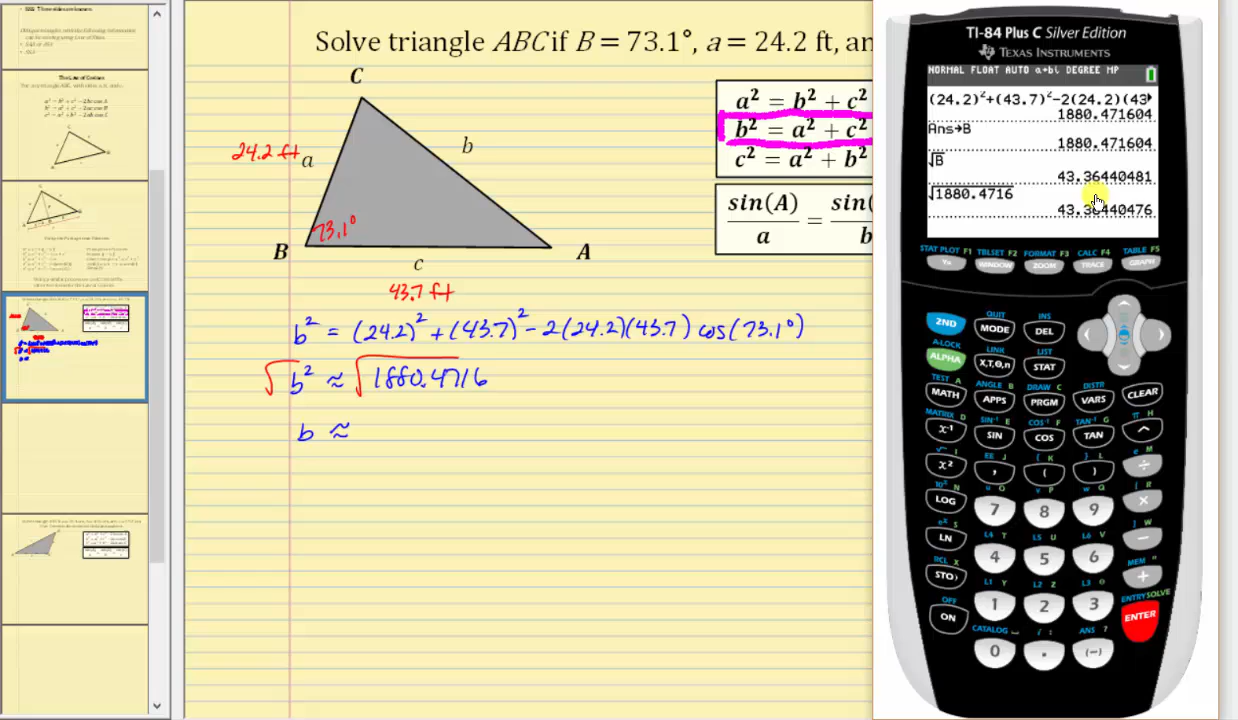 The Law of Cosines
Solve triangle ABC if B = 73.1°, a = 24.2 ft, an
C
24.2 ft
a
b
73.1°
B
A
c
43.7 ft
a² = b² + c²
b² = a² + c²
c² = a² + b²
sin(A)/a = sin(/b
b² = (24.2)² + (43.7)² - 2(24.2)(43.7) cos(73.1°)
√b² ≈ √1880.4716
b ≈
TI-84 Plus C Silver Edition
TEXAS INSTRUMENTS
NORMAL FLOAT AUTO a+bi DEGREE MP
(24.2)²+(43.7)²-2(24.2)(43
1880.471604
Ans→B
1880.471604
√B
43.36440481
√1880.4716
43.36440476
STAT PLOT F1 TBLSET F2 FORMAT F3 CALC F4 TABLE F5
Y= WINDOW ZOOM TRACE GRAPH
QUIT INS
2ND MODE DEL
A-LOCK LINK LIST
ALPHA X,T,θ,n STAT
TEST A ANGLE B DRAW C DISTR
MATH APPS PRGM VARS CLEAR
MATRIX D SIN⁻¹ E COS⁻¹ F TAN⁻¹ G π H
x⁻¹ SIN COS TAN ^
√ I EE J { K } L e M
x² , ( ) ÷
10ˣ N u O v P w Q [ R
LOG 7 8 9 ×
eˣ S L4 T L5 U L6 V ] W
LN 4 5 6 −
RCL X L1 Y L2 Z L3 θ MEM "
STO› 1 2 3 +
OFF CATALOG i : ANS ? ENTRY SOLVE
ON 0 . (−) ENTER